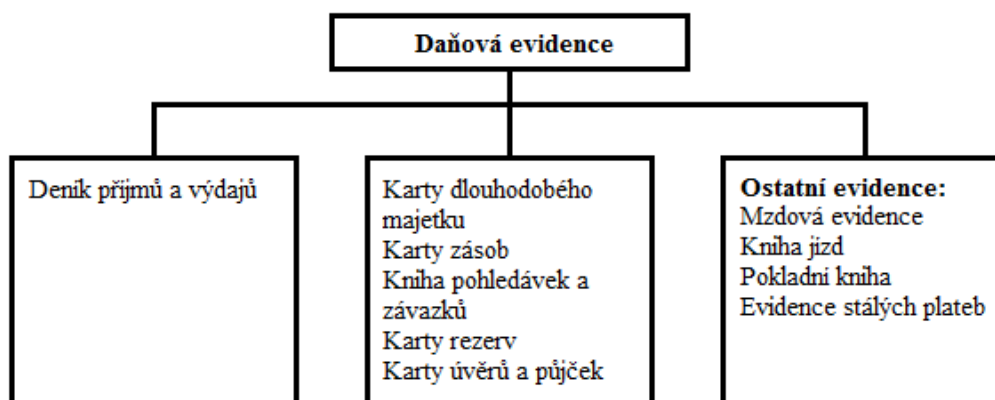 Daňová evidence
Deník příjmů a výdajů
Karty dlouhodobého
majetku
Karty zásob
Kniha pohledávek a
závazků
Karty rezerv
Karty úvěrů a půjček
Ostatní evidence:
Mzdová evidence
Kniha jízd
Pokladní kniha
Evidence stálých plateb